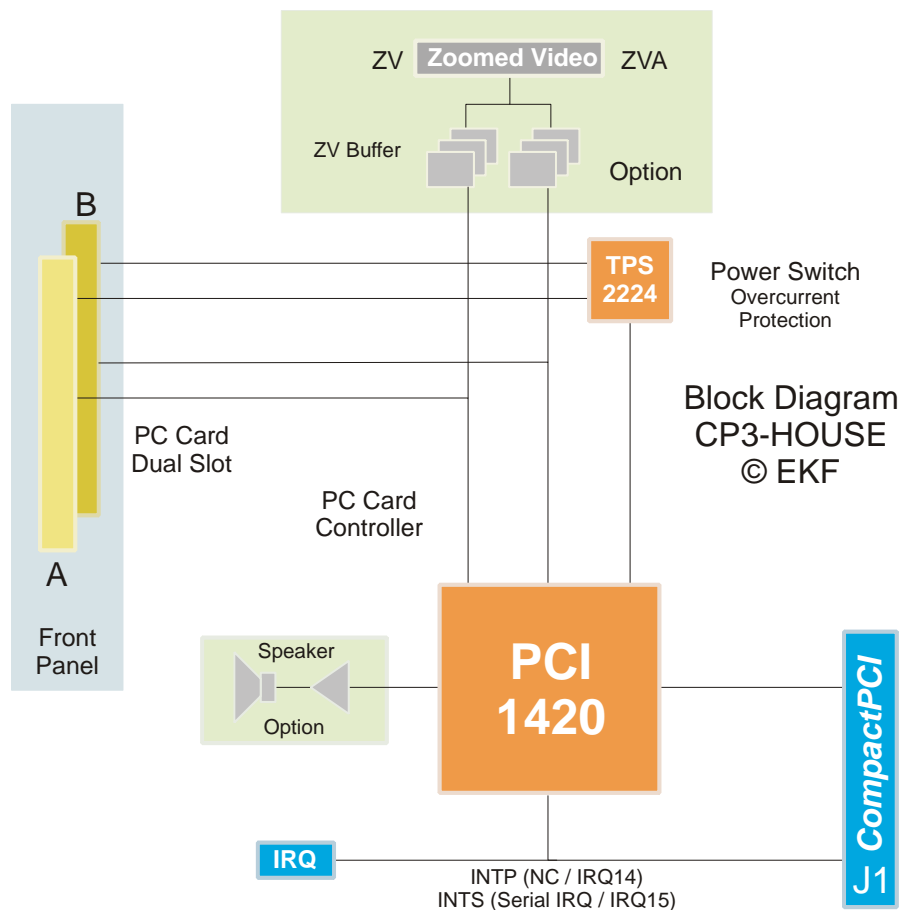 ZV Zoomed Video ZVA
ZV Buffer
Option
B
TPS
2224
Power Switch
Overcurrent
Protection
Block Diagram
CP3-HOUSE
© EKF
PC Card
Dual Slot
PC Card
Controller
A
Front
Panel
Speaker
Option
PCI
1420
CompactPCI
J1
IRQ
INTP (NC / IRQ14)
INTS (Serial IRQ / IRQ15)